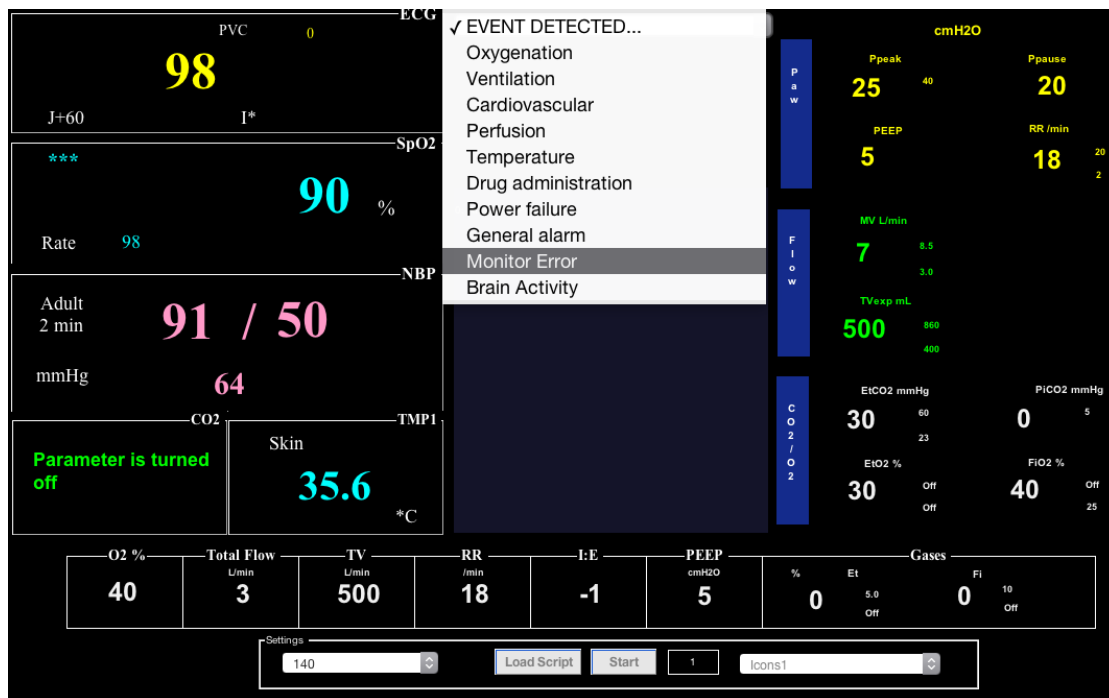 ECG
PVC 0
98
J+60 I*
SpO2
***
90 %
Rate 98
NBP
Adult
2 min
91 / 50
mmHg
64
CO2
Parameter is turned
off
TMP1
Skin
35.6
°C
✓ EVENT DETECTED...
Oxygenation
Ventilation
Cardiovascular
Perfusion
Temperature
Drug administration
Power failure
General alarm
Monitor Error
Brain Activity
cmH2O
Paw
Ppeak
25 40
Ppause
20
PEEP
5
RR /min
18 20
2
Flow
MV L/min
7 8.5
3.0
TVexp mL
500 860
400
CO2/O2
EtCO2 mmHg
30 60
23
PiCO2 mmHg
0 5
EtO2 %
30 Off
Off
FiO2 %
40 Off
25
O2 %
40
Total Flow
L/min
3
TV
L/min
500
RR
/min
18
I:E
-1
PEEP
cmH2O
5
Gases
% Et Fi
0 5.0
Off
0 10
Off
Settings
140
Load Script
Start
1
Icons1